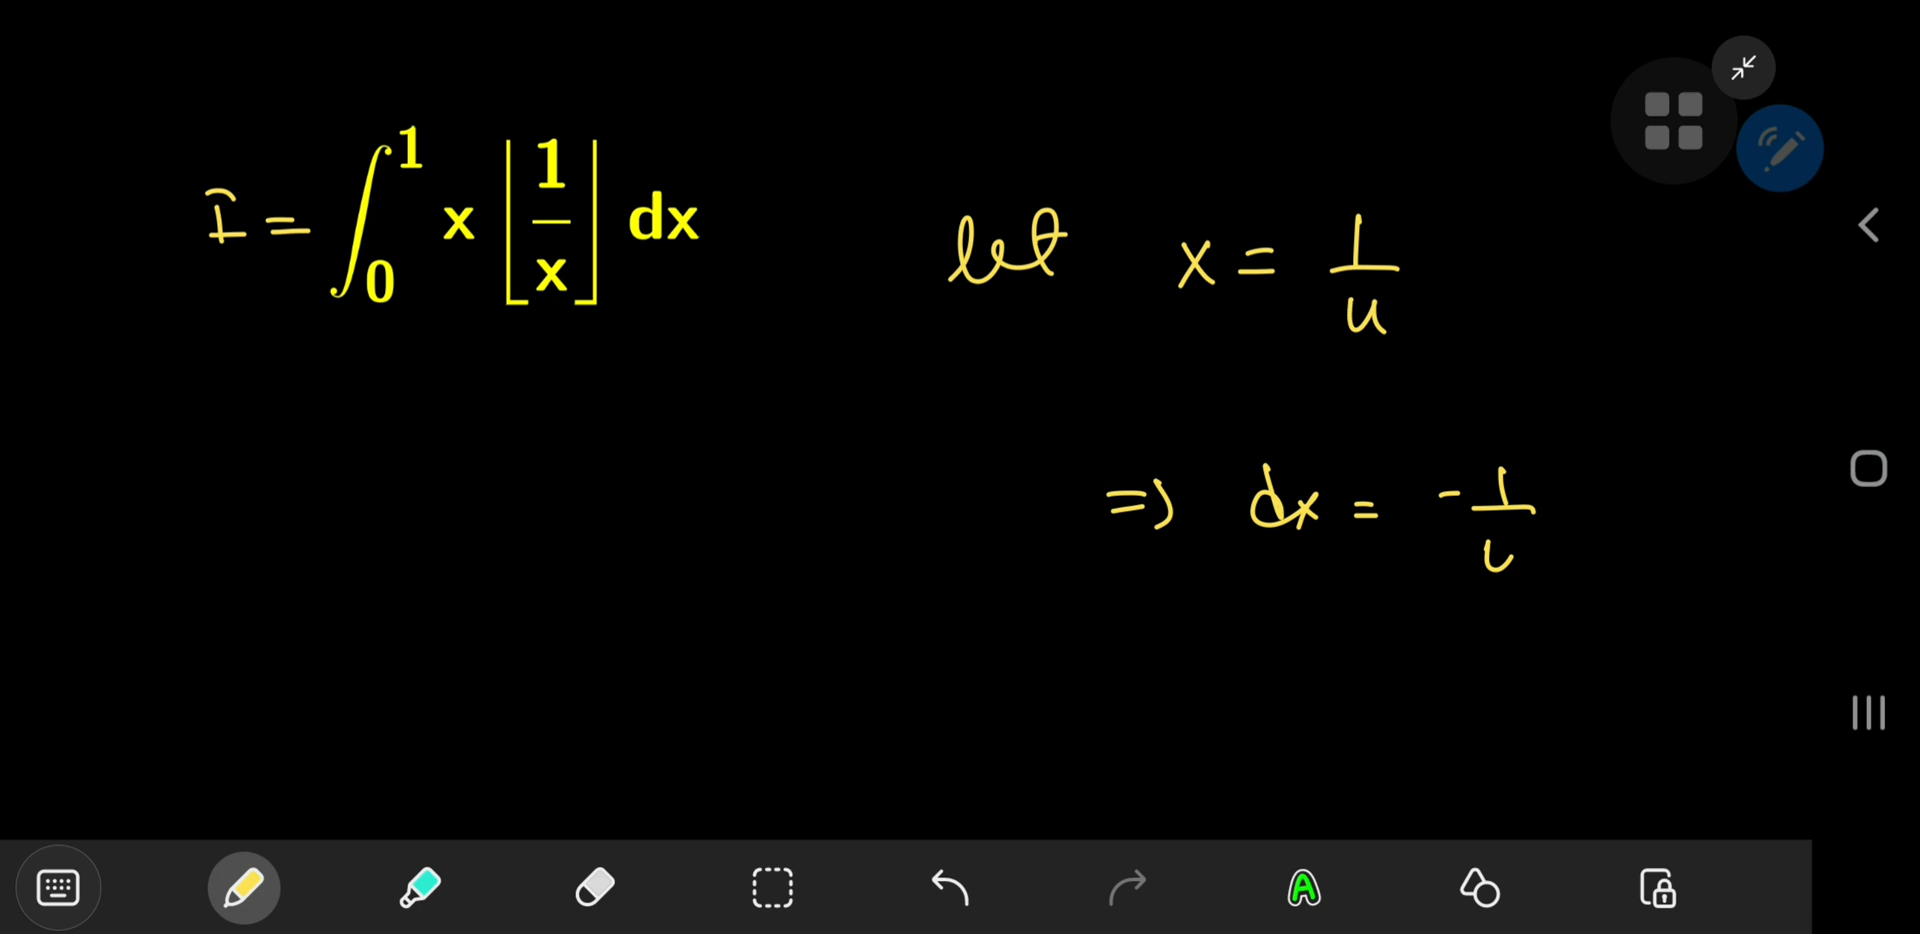 I = ∫₀¹ x ⌊1/x⌋ dx
let x = 1/u
⇒ dx = - 1/u
A